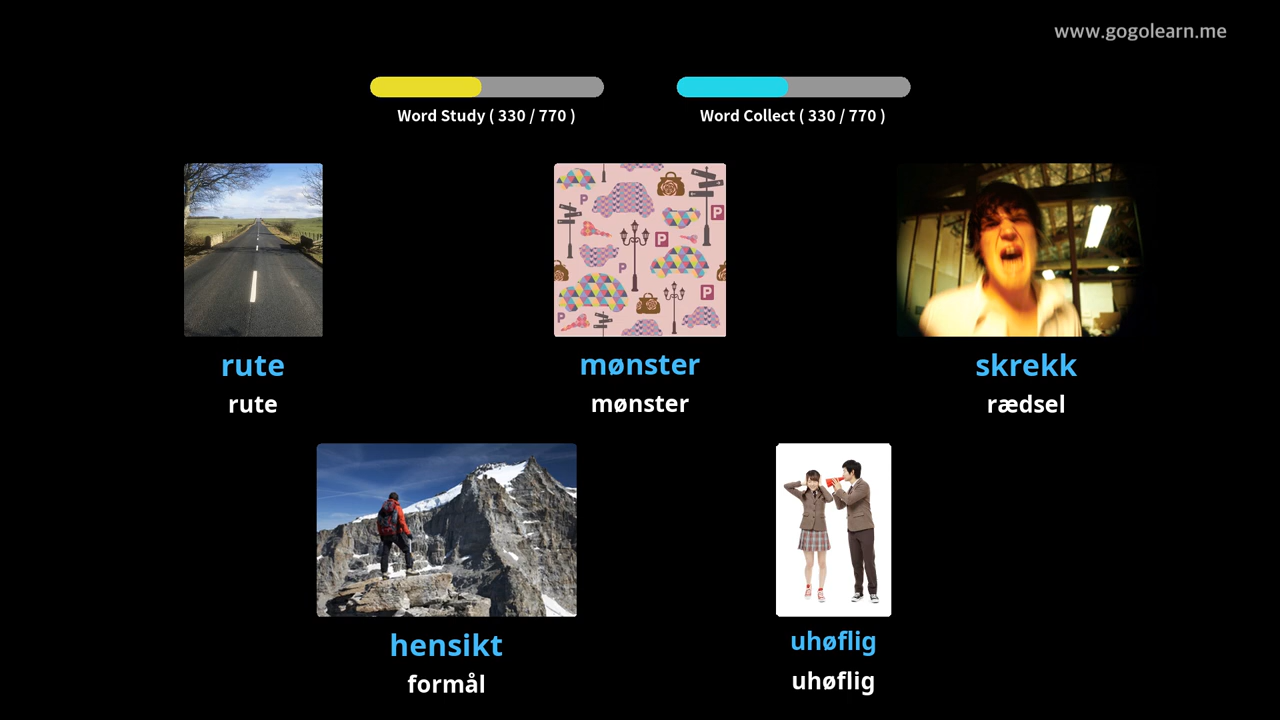 www.gogolearn.me
Word Study ( 330 / 770 )
Word Collect ( 330 / 770 )
P
P
P
P
P
P
rute
rute
mønster
mønster
skrekk
rædsel
hensikt
formål
uhøflig
uhøflig